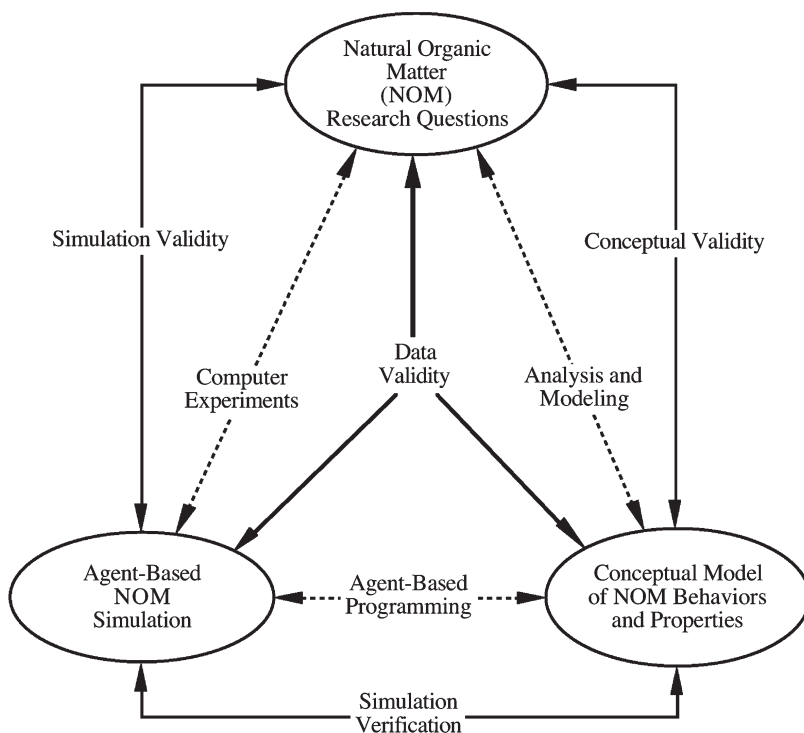 Natural Organic
Matter
(NOM)
Research Questions
Simulation Validity
Conceptual Validity
Data
Validity
Computer
Experiments
Analysis and
Modeling
Agent-Based
NOM
Simulation
Agent-Based
Programming
Conceptual Model
of NOM Behaviors
and Properties
Simulation
Verification